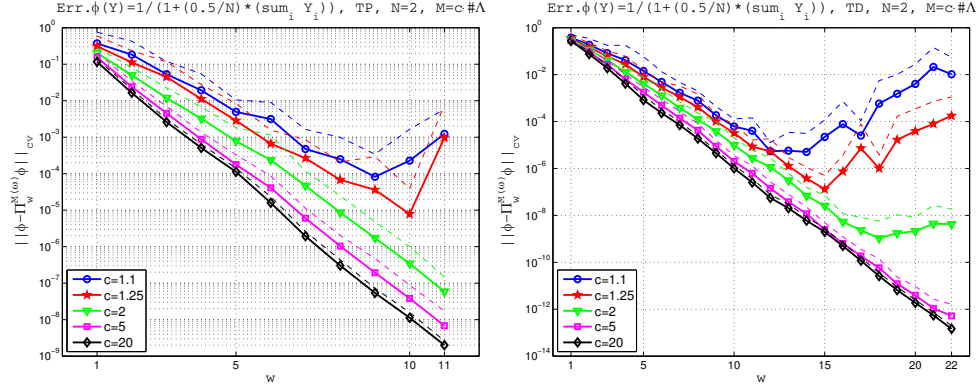 Err.ϕ(Y)=1/(1+(0.5/N)*(sum_i Y_i)), TP, N=2, M=c·#Λ
10^0
10^-1
10^-2
10^-3
10^-4
10^-5
10^-6
10^-7
10^-8
10^-9
||ϕ−Π_w^M(ω) ϕ||_cv
c=1.1
c=1.25
c=2
c=5
c=20
1
5
10
11
w
Err.ϕ(Y)=1/(1+(0.5/N)*(sum_i Y_i)), TD, N=2, M=c·#Λ
10^0
10^-2
10^-4
10^-6
10^-8
10^-10
10^-12
10^-14
||ϕ−Π_w^M(ω) ϕ||_cv
c=1.1
c=1.25
c=2
c=5
c=20
1
5
10
15
20
22
w